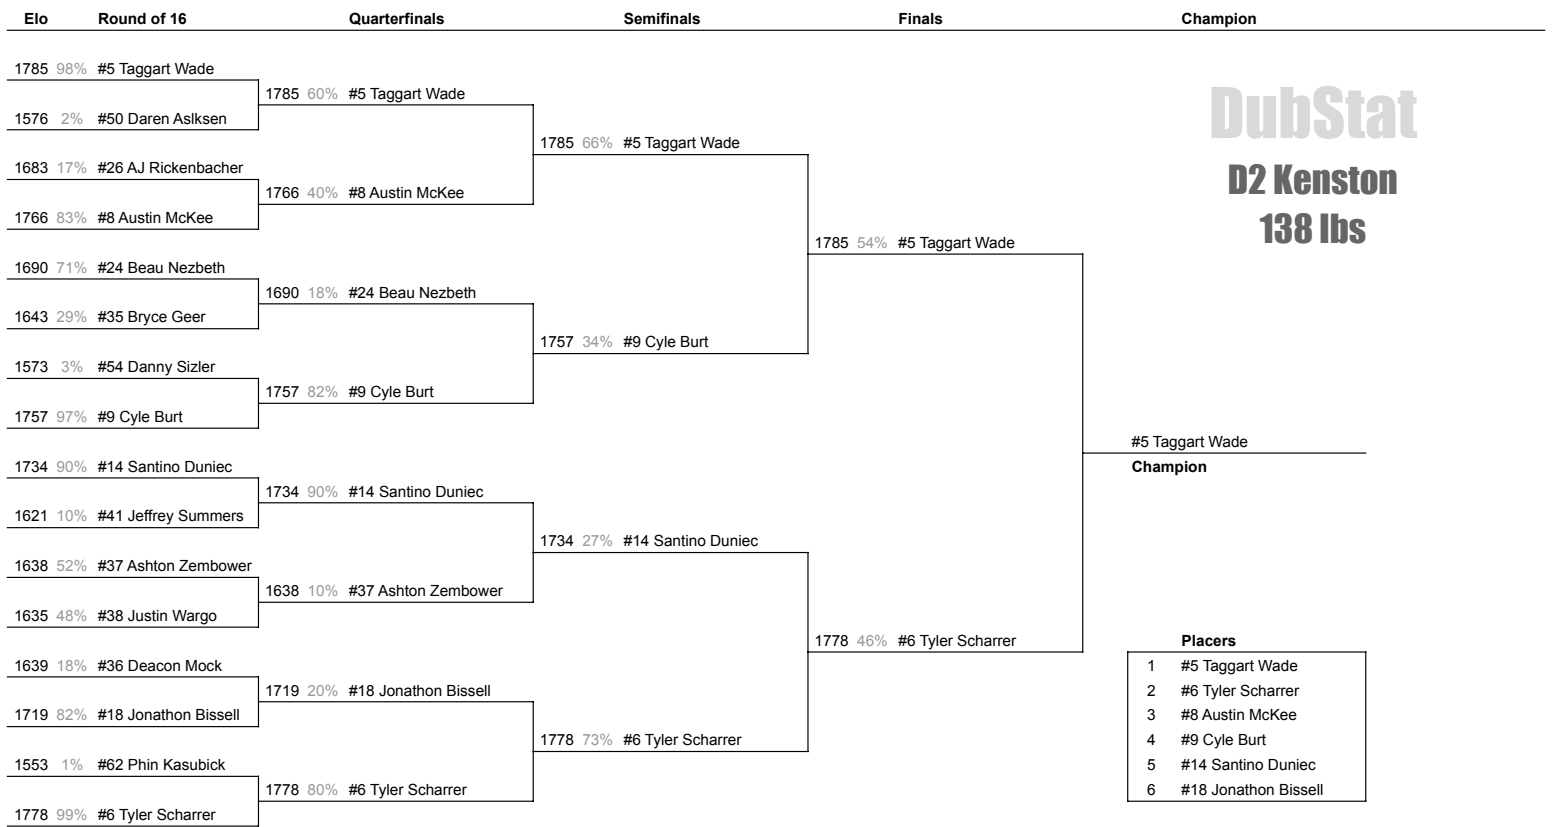 Elo Round of 16 Quarterfinals Semifinals Finals Champion
1785 98% #5 Taggart Wade
1785 60% #5 Taggart Wade
1576 2% #50 Daren Aslksen
DubStat
1785 66% #5 Taggart Wade
1683 17% #26 AJ Rickenbacher
D2 Kenston
1766 40% #8 Austin McKee
1766 83% #8 Austin McKee
138 lbs
1785 54% #5 Taggart Wade
1690 71% #24 Beau Nezbeth
1690 18% #24 Beau Nezbeth
1643 29% #35 Bryce Geer
1757 34% #9 Cyle Burt
1573 3% #54 Danny Sizler
1757 82% #9 Cyle Burt
1757 97% #9 Cyle Burt
#5 Taggart Wade
1734 90% #14 Santino Duniec
Champion
1734 90% #14 Santino Duniec
1621 10% #41 Jeffrey Summers
1734 27% #14 Santino Duniec
1638 52% #37 Ashton Zembower
1638 10% #37 Ashton Zembower
1635 48% #38 Justin Wargo
1778 46% #6 Tyler Scharrer
Placers
1639 18% #36 Deacon Mock
1 #5 Taggart Wade
1719 20% #18 Jonathon Bissell
2 #6 Tyler Scharrer
1719 82% #18 Jonathon Bissell
3 #8 Austin McKee
1778 73% #6 Tyler Scharrer
4 #9 Cyle Burt
1553 1% #62 Phin Kasubick
5 #14 Santino Duniec
1778 80% #6 Tyler Scharrer
6 #18 Jonathon Bissell
1778 99% #6 Tyler Scharrer